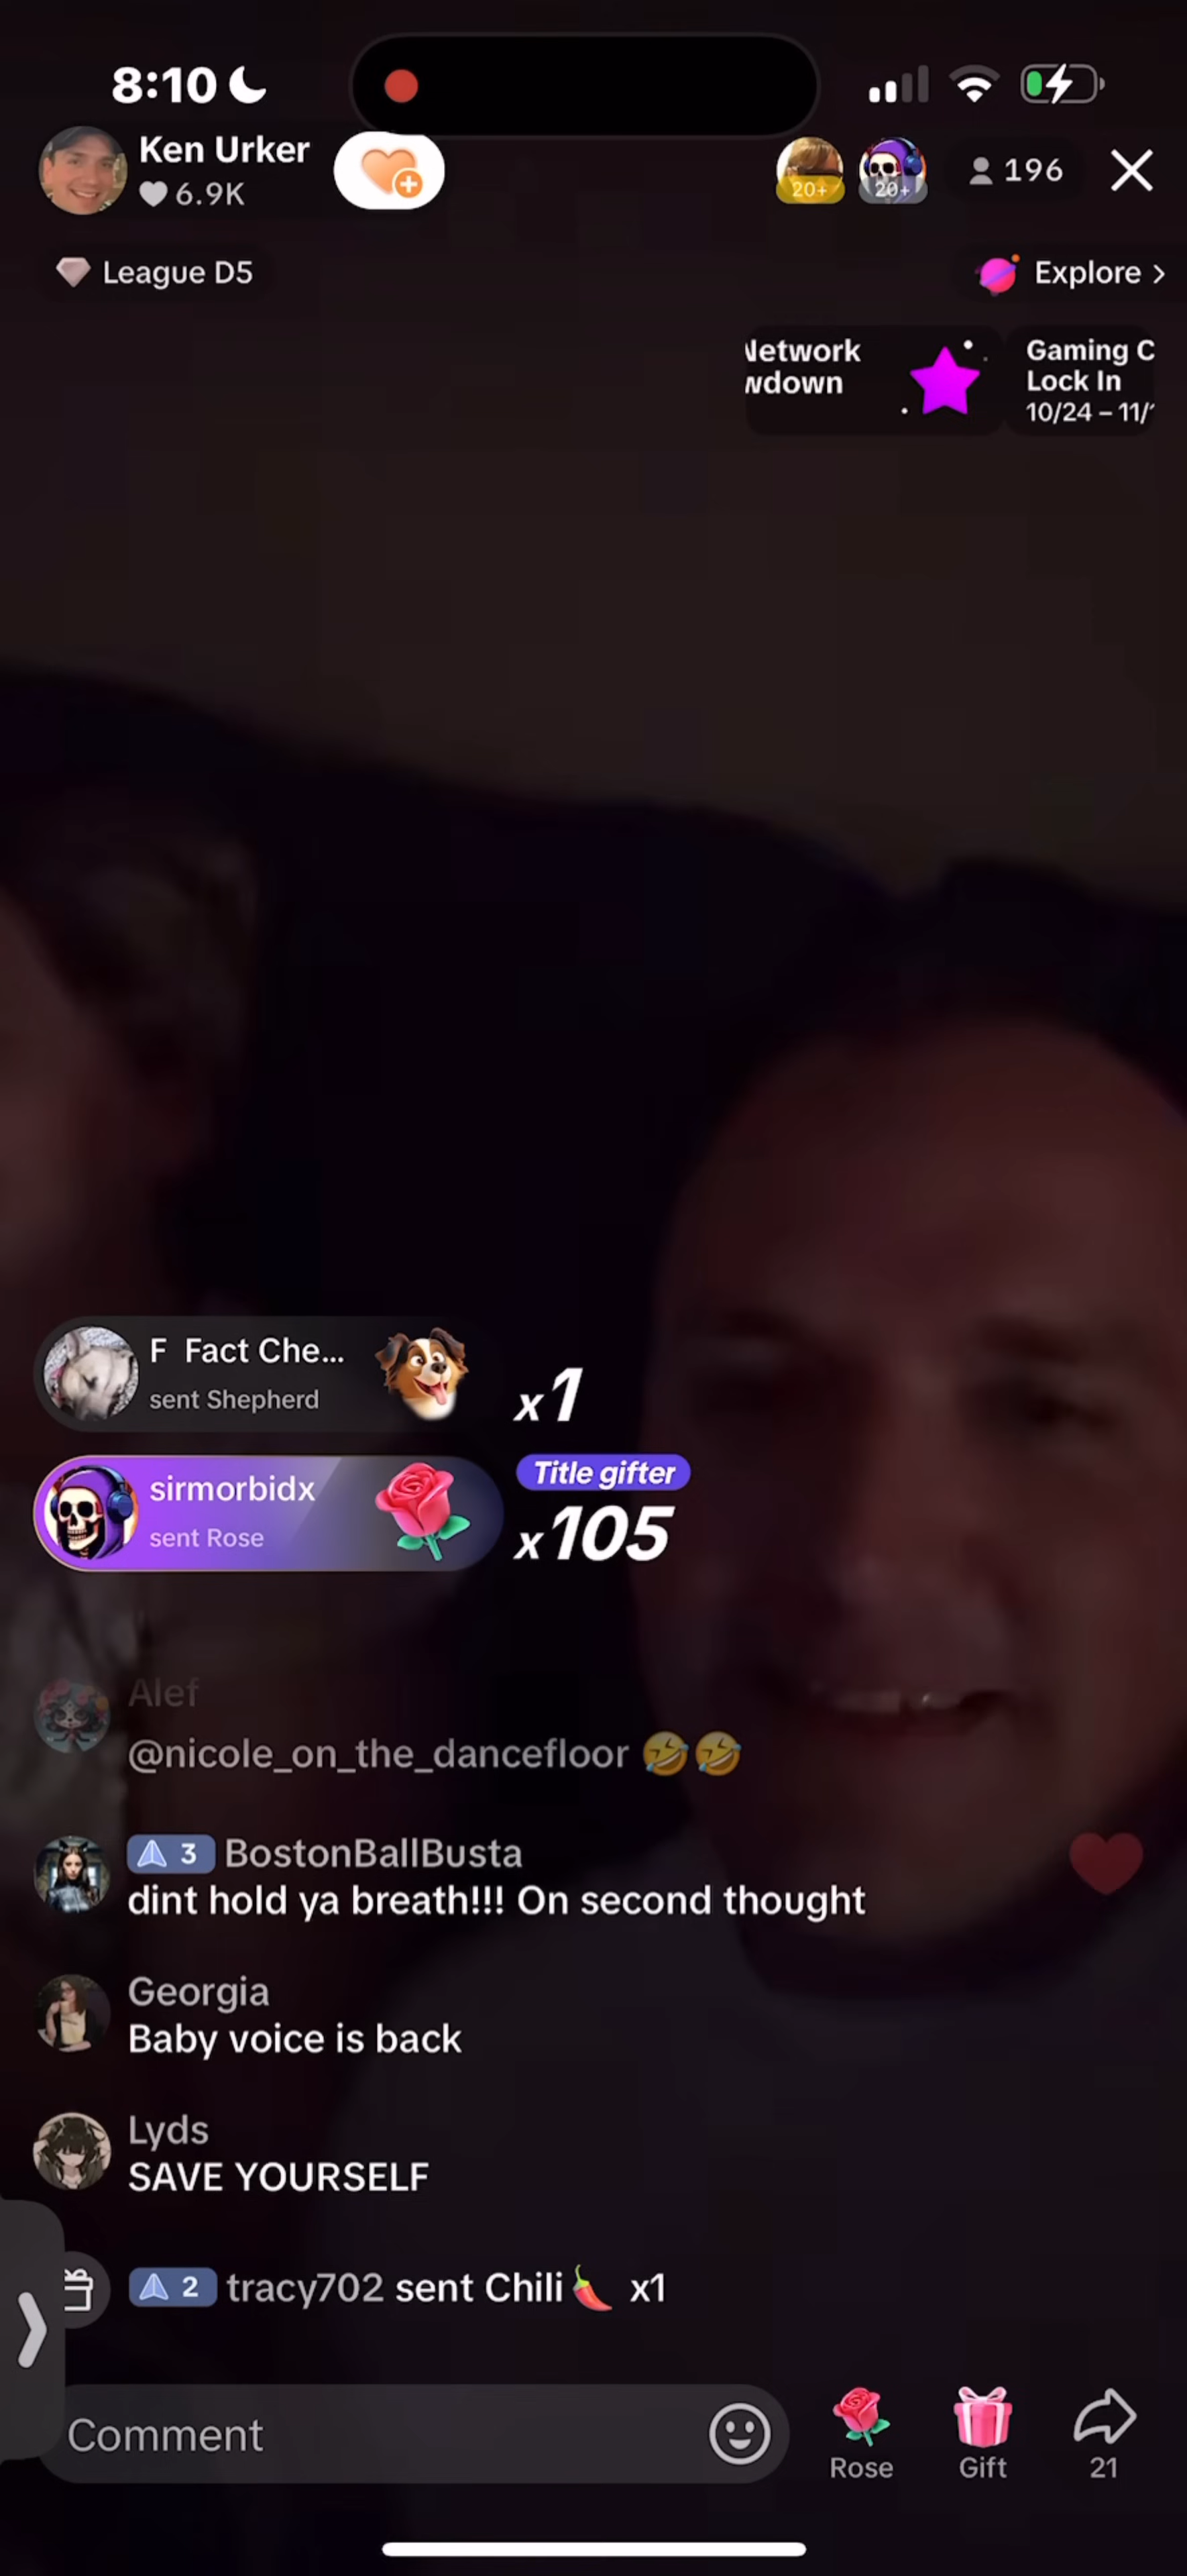 8:10
Ken Urker
6.9K
20+
20+
196
League D5
Explore >
Network
wdown
Gaming C
Lock In
10/24 – 11/
F Fact Che...
sent Shepherd
x1
sirmorbidx
sent Rose
Title gifter
x105
Alef
@nicole_on_the_dancefloor 🤣🤣
3 BostonBallBusta
dint hold ya breath!!! On second thought
Georgia
Baby voice is back
Lyds
SAVE YOURSELF
2 tracy702 sent Chili🌶️ x1
Comment
Rose
Gift
21